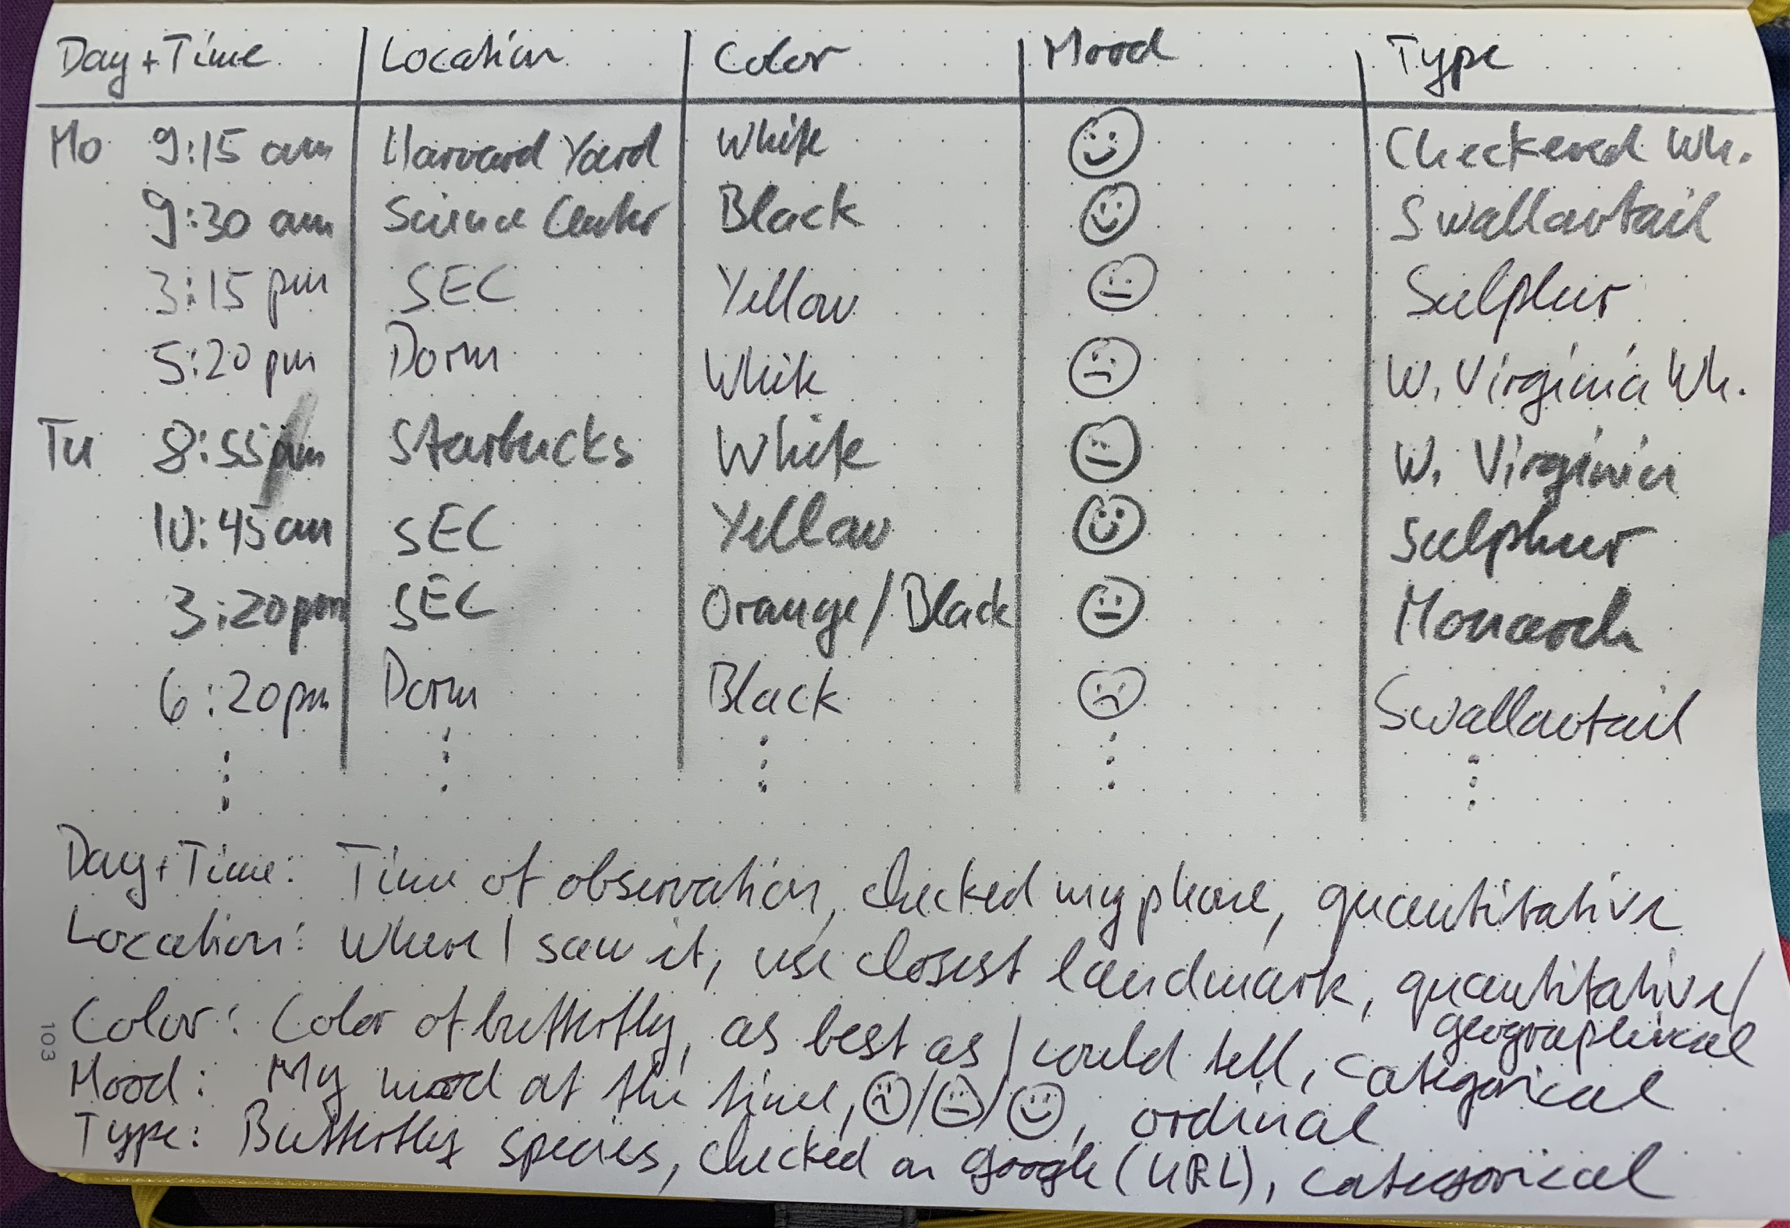 Day+Time Location Color Mood Type
Mo 9:15 am Harvard Yard White Checkered Wh.
9:30 am Science Center Black Swallowtail
3:15 pm SEC Yellow Sulphur
5:20 pm Dorm White W. Virginia Wh.
Tu 8:55 am Starbucks White W. Virginia
10:45 am SEC Yellow Sulphur
3:20pm SEC Orange/Black Monarch
6:20pm Dorm Black Swallowtail
Day+Time: Time of observation, checked my phone, quantitative
Location: Where I saw it, use closest landmark, quantitative/
geographical
Color: Color of butterfly, as best as I could tell, categorical
Mood: My mood at the time, / / , ordinal
Type: Butterfly species, checked on google (URL), categorical
103